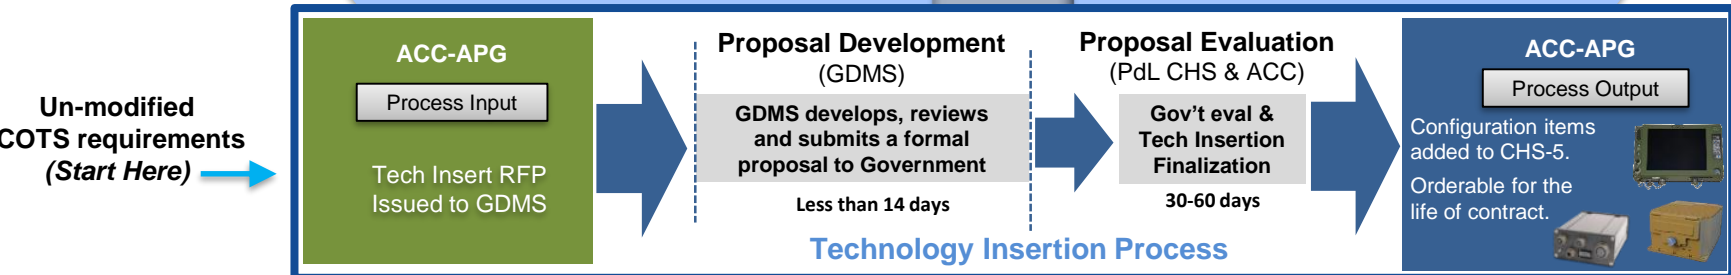 Un-modified
COTS requirements
(Start Here)
ACC-APG
Process Input
Tech Insert RFP
Issued to GDMS
Proposal Development
(GDMS)
GDMS develops, reviews
and submits a formal
proposal to Government
Less than 14 days
Proposal Evaluation
(PdL CHS & ACC)
Gov't eval &
Tech Insertion
Finalization
30-60 days
Technology Insertion Process
ACC-APG
Process Output
Configuration items
added to CHS-5.
Orderable for the
life of contract.